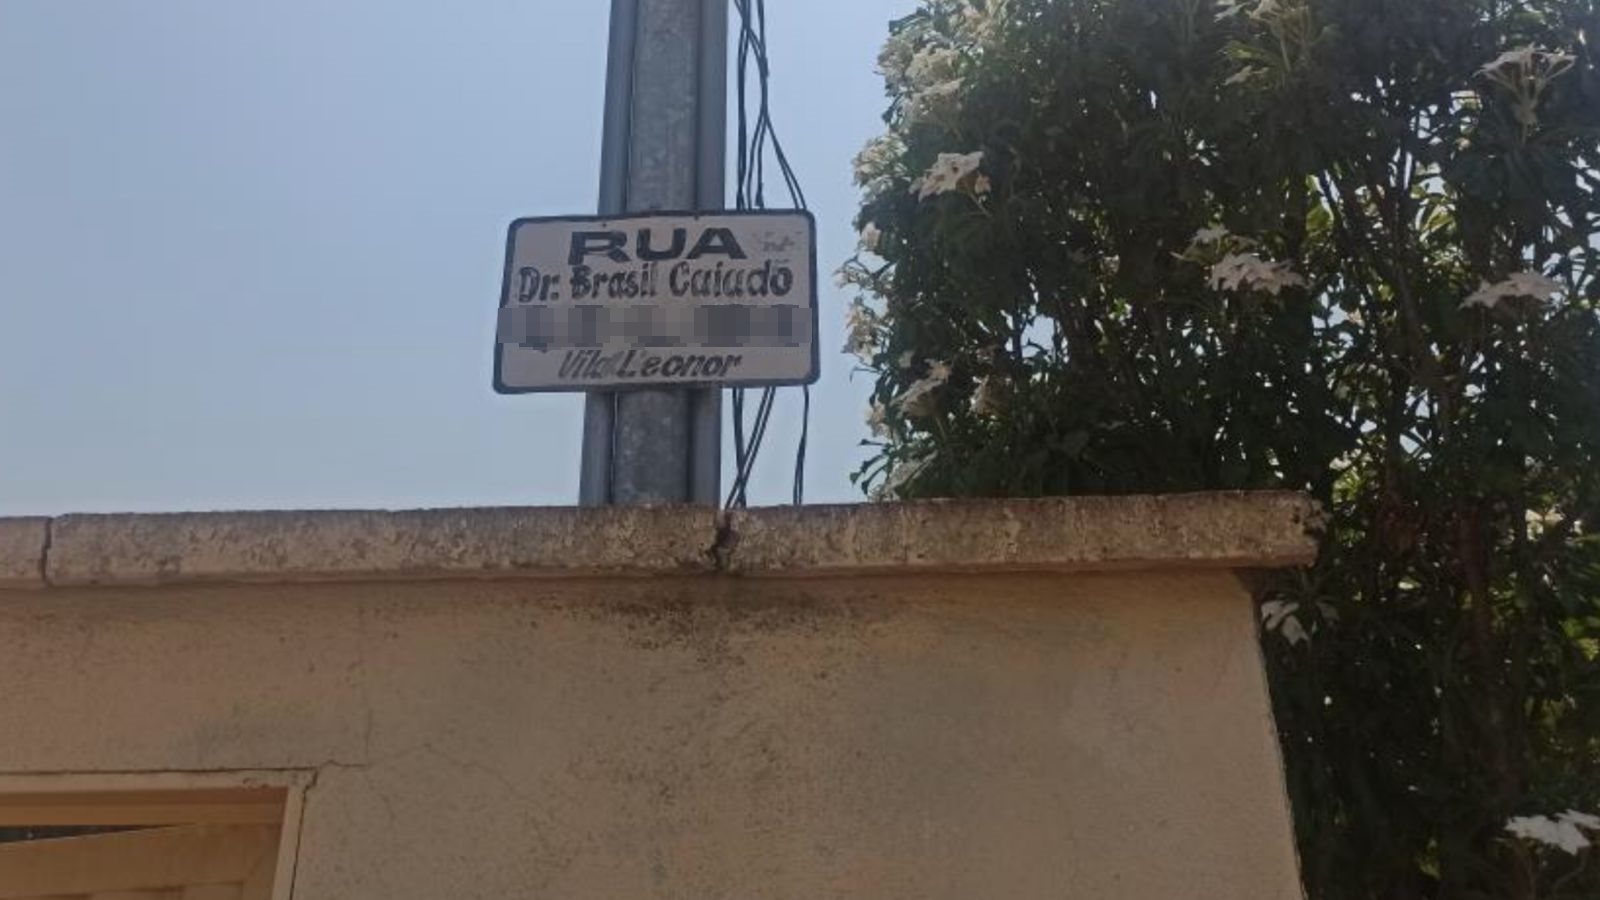 RUA
Dr. Brasil Caiado
Vila Leonor